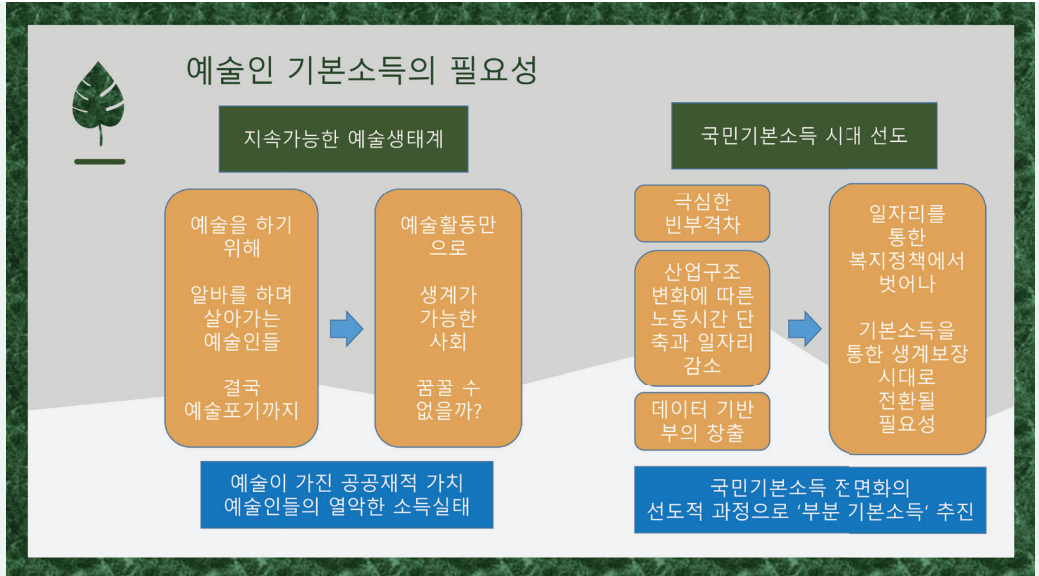 예술인 기본소득의 필요성
지속가능한 예술생태계
예술을 하기
위해
알바를 하며
살아가는
예술인들
결국
예술포기까지
예술활동만
으로
생계가
가능한
사회
꿈꿀 수
없을까?
예술이 가진 공공재적 가치
예술인들의 열악한 소득실태
국민기본소득 시대 선도
극심한
빈부격차
산업구조
변화에 따른
노동시간 단
축과 일자리
감소
데이터 기반
부의 창출
일자리를
통한
복지정책에서
벗어나
기본소득을
통한 생계보장
시대로
전환될
필요성
국민기본소득 전면화의
선도적 과정으로 ‘부분 기본소득‘ 추진